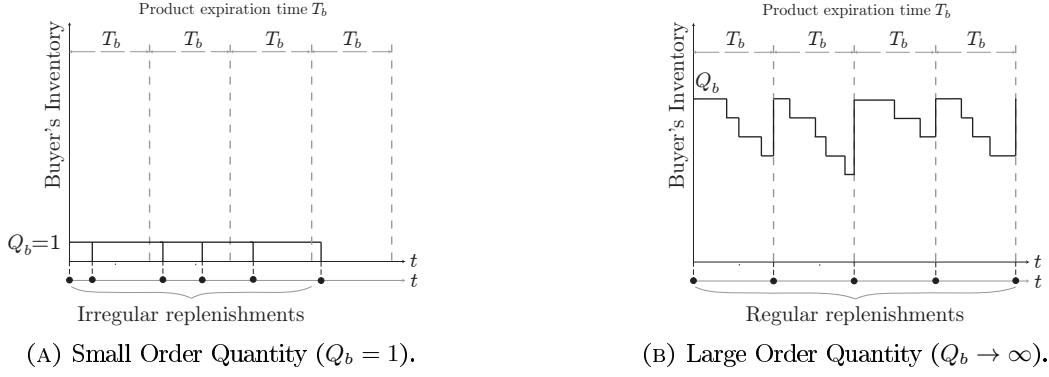 Product expiration time T_b
T_b T_b T_b T_b
Buyer's Inventory
Q_b=1
t
t
Irregular replenishments
(A) Small Order Quantity (Q_b = 1).
Product expiration time T_b
T_b T_b T_b T_b
Buyer's Inventory
Q_b
t
t
Regular replenishments
(B) Large Order Quantity (Q_b → ∞).